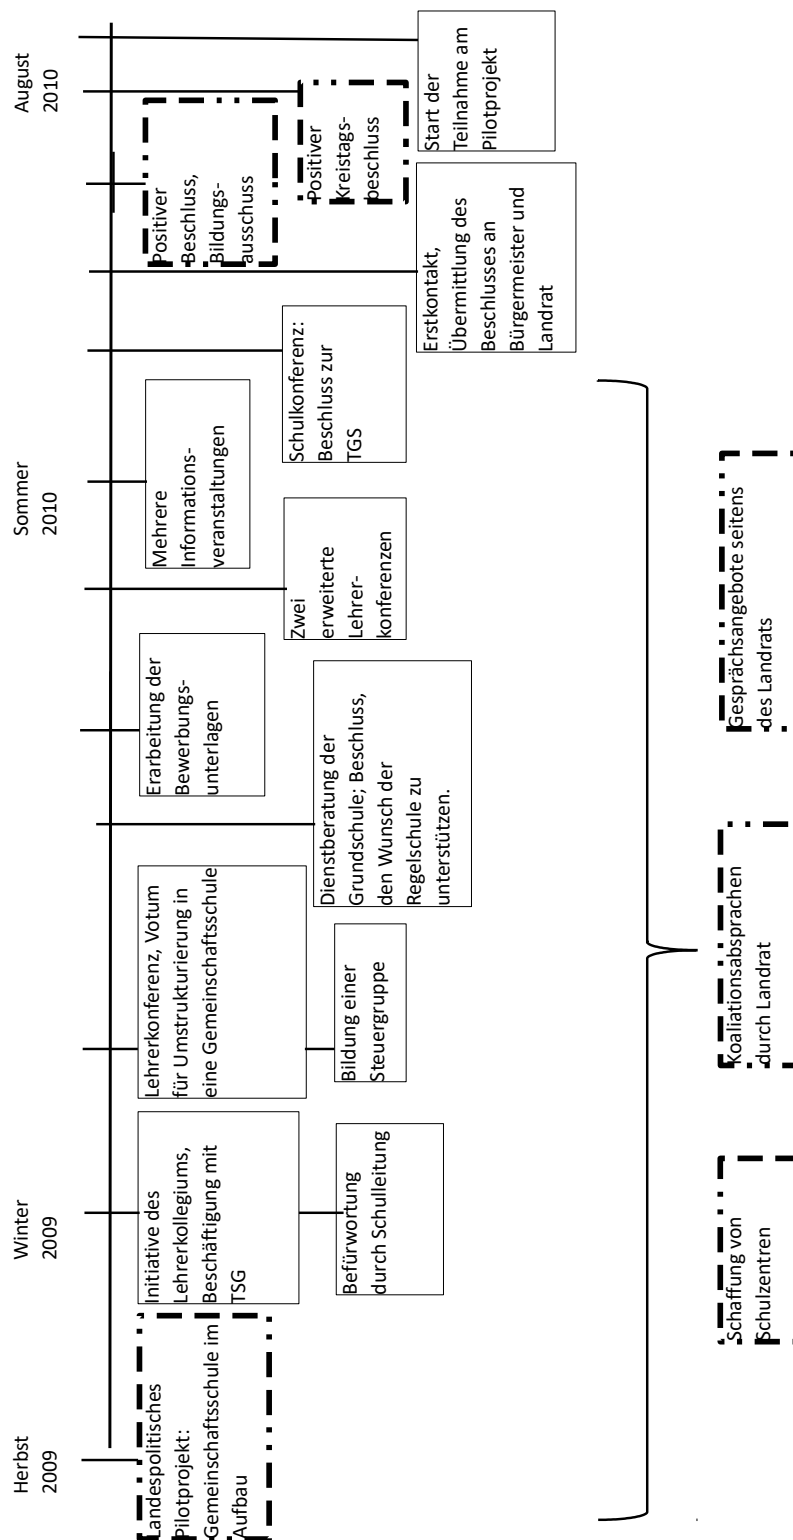 Herbst
2009
Winter
2009
Sommer
2010
August
2010
Landespolitisches
Pilotprojekt:
Gemeinschaftsschule im
Aufbau
Initiative des
Lehrerkollegiums,
Beschäftigung mit
TSG
Befürwortung
durch Schulleitung
Lehrerkonferenz, Votum
für Umstrukturierung in
eine Gemeinschaftsschule
Bildung einer
Steuergruppe
Dienstberatung der
Grundschule; Beschluss,
den Wunsch der
Regelschule zu
unterstützen.
Erarbeitung der
Bewerbungs-
unterlagen
Zwei
erweiterte
Lehrer-
konferenzen
Mehrere
Informations-
veranstaltungen
Schulkonferenz:
Beschluss zur
TGS
Erstkontakt,
Übermittlung des
Beschlusses an
Bürgermeister und
Landrat
Positiver
Beschluss,
Bildungs-
ausschuss
Positiver
Kreistags-
beschluss
Start der
Teilnahme am
Pilotprojekt
Schaffung von
Schulzentren
Koaliationsabsprachen
durch Landrat
Gesprächsangebote seitens
des Landrats